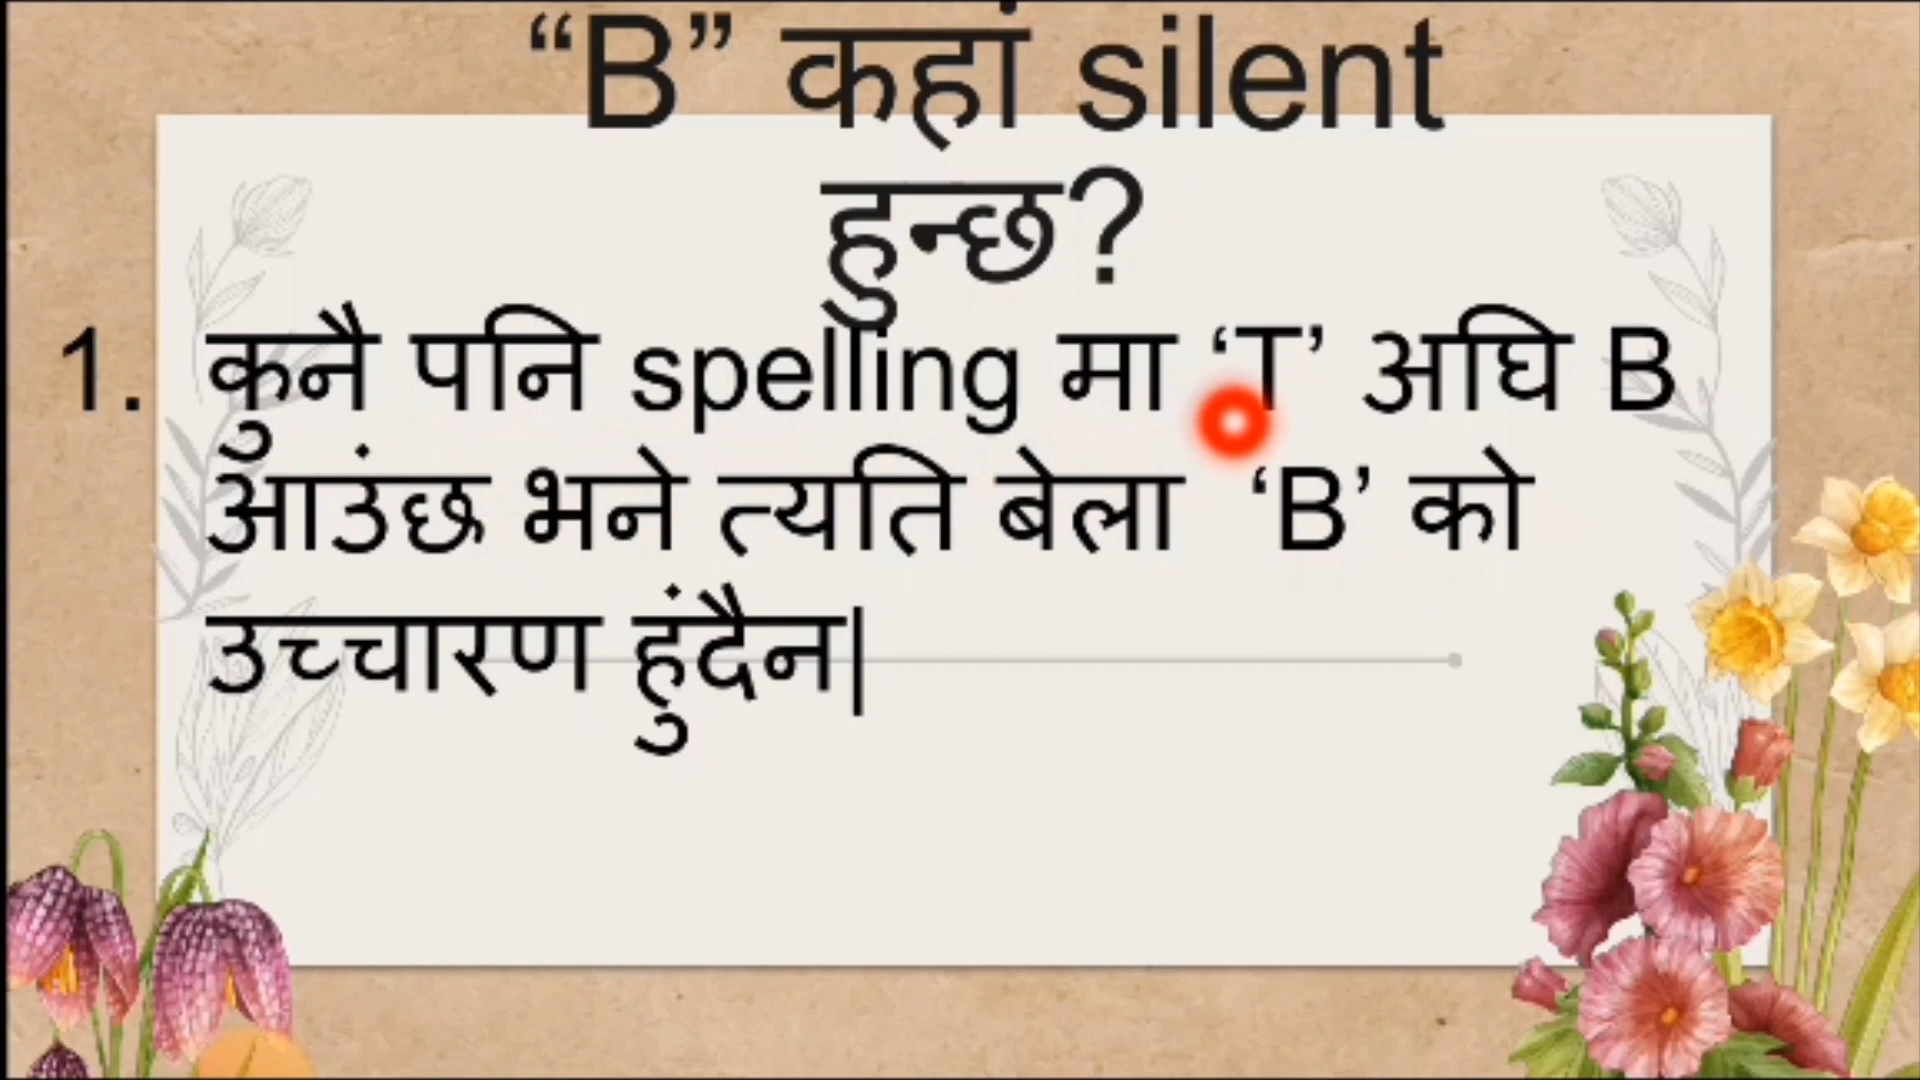 “B” कहां silent
हुन्छ?
1. कुनै पनि spelling मा ‘T’ अघि B
आउंछ भने त्यति बेला ‘B’ को
उच्चारण हुंदैन|